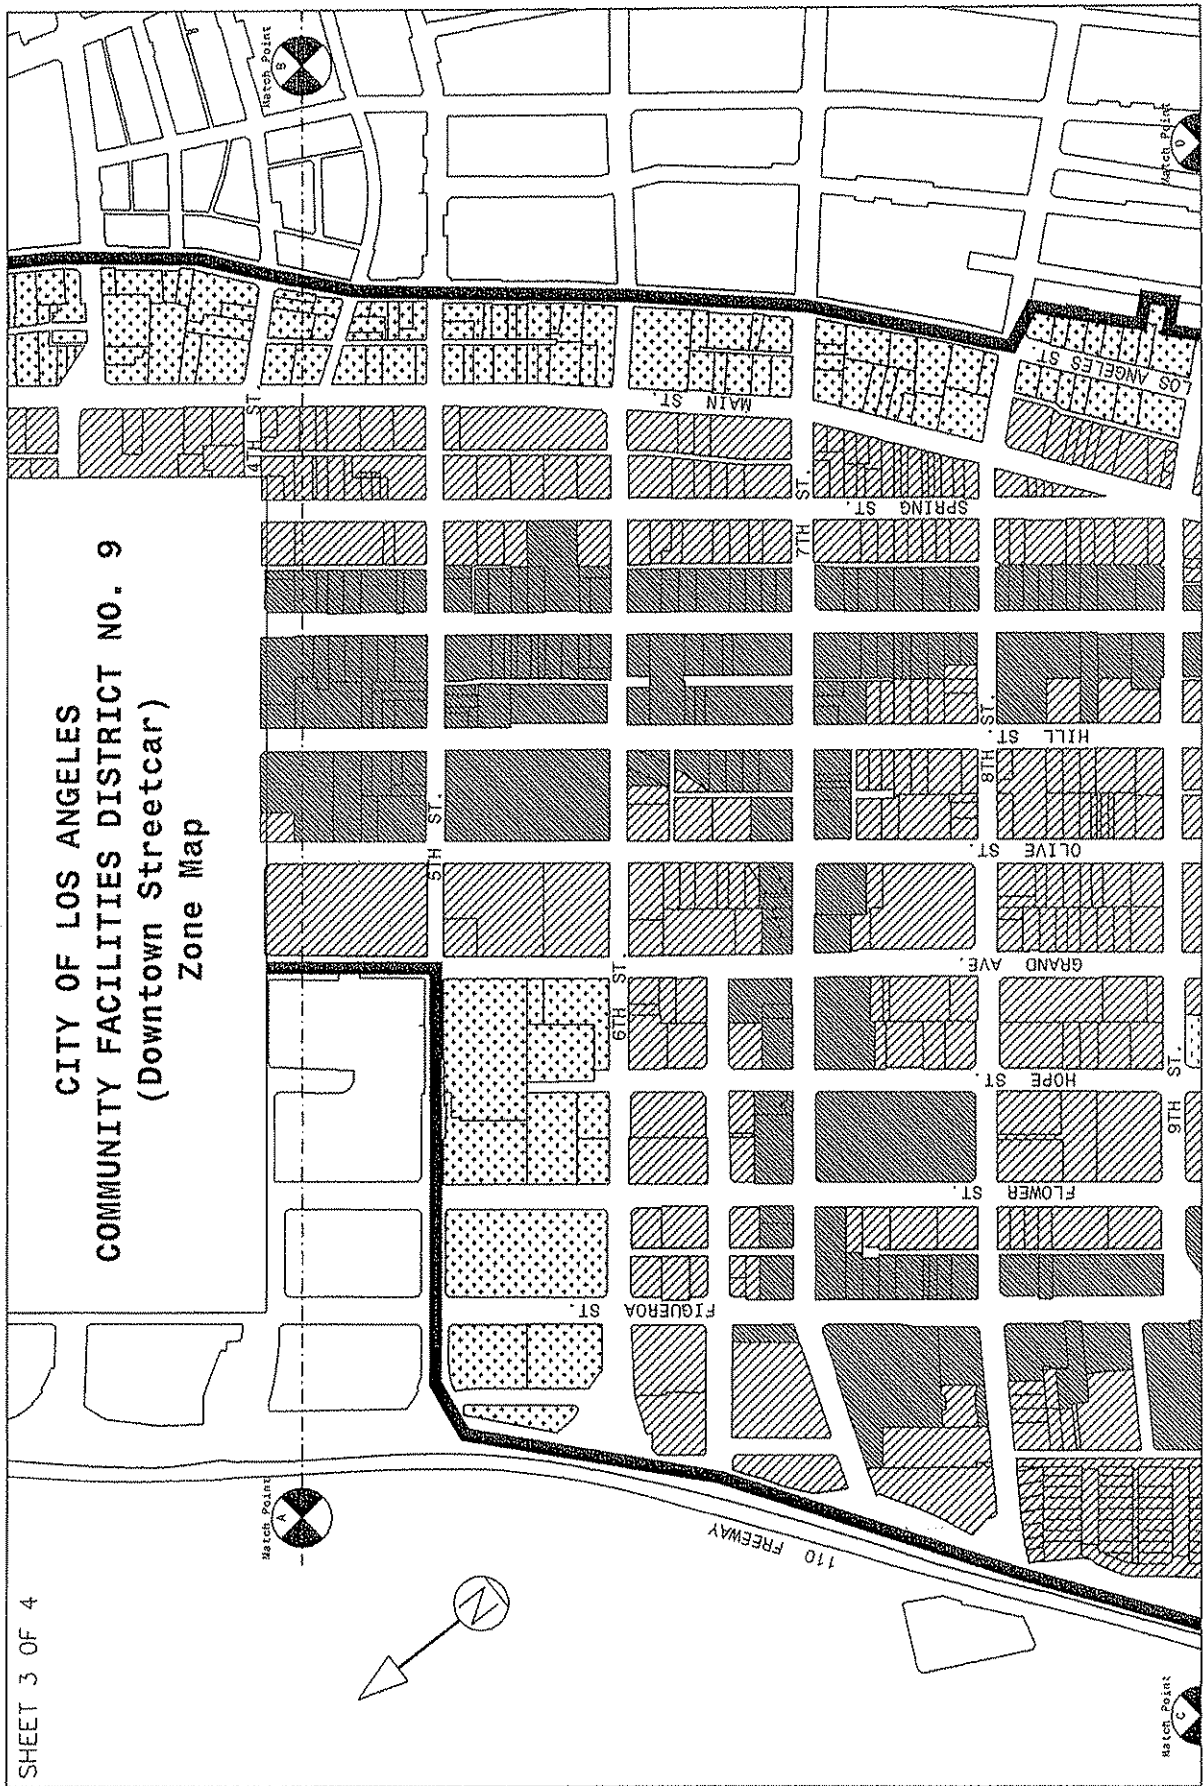 SHEET 3 OF 4
CITY OF LOS ANGELES
COMMUNITY FACILITIES DISTRICT NO. 9
(Downtown Streetcar)
Zone Map
Match Point
A
Match Point
B
Match Point
C
Match Point
D
N
110 FREEWAY
4TH ST.
5TH ST.
6TH ST.
7TH ST.
8TH ST.
9TH ST.
FIGUEROA ST.
FLOWER ST.
HOPE ST.
GRAND AVE.
OLIVE ST.
HILL ST.
SPRING ST.
MAIN ST.
LOS ANGELES ST.